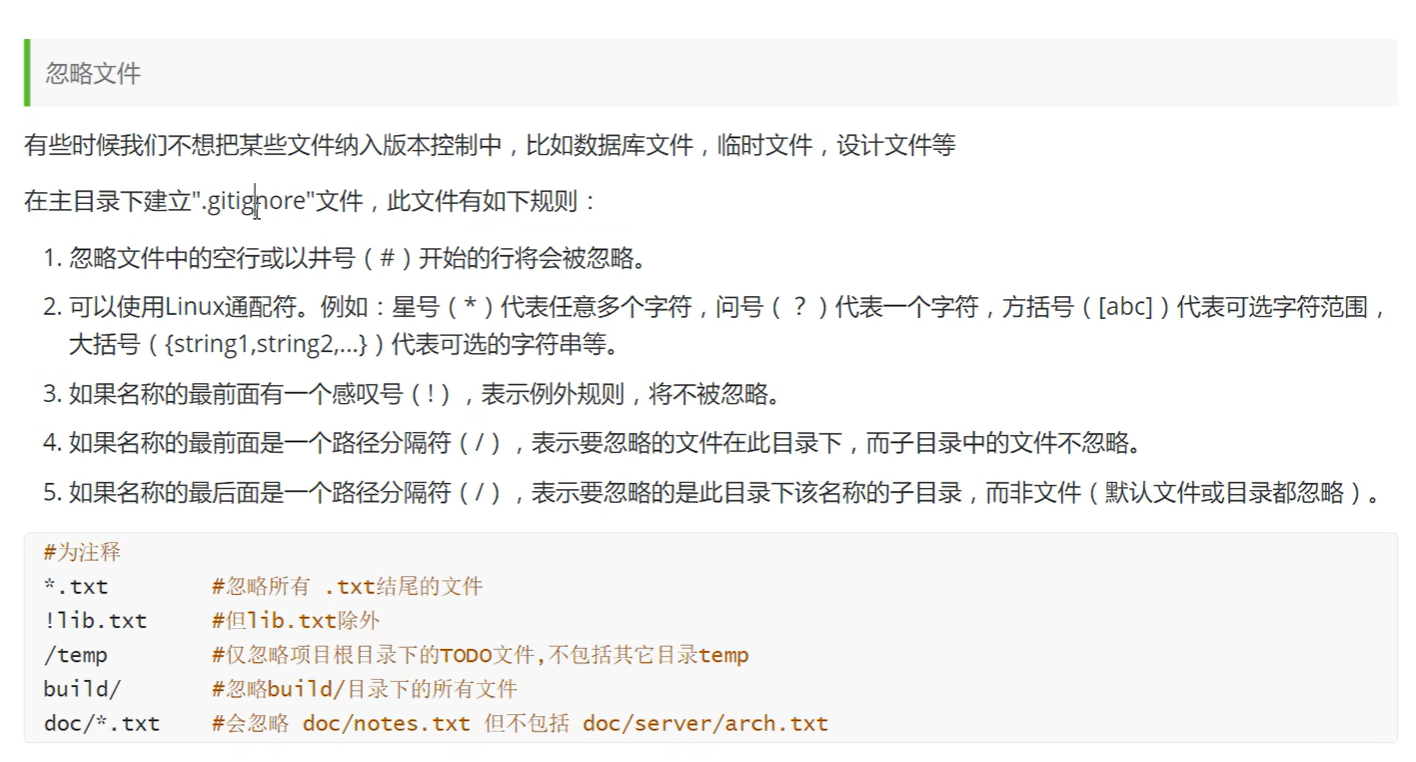 忽略文件
有些时候我们不想把某些文件纳入版本控制中，比如数据库文件，临时文件，设计文件等
在主目录下建立".gitignore"文件，此文件有如下规则：
1. 忽略文件中的空行或以井号（#）开始的行将会被忽略。
2. 可以使用Linux通配符。例如：星号（*）代表任意多个字符，问号（？）代表一个字符，方括号（[abc]）代表可选字符范围，
大括号（{string1,string2,...}）代表可选的字符串等。
3. 如果名称的最前面有一个感叹号（!），表示例外规则，将不被忽略。
4. 如果名称的最前面是一个路径分隔符（/），表示要忽略的文件在此目录下，而子目录中的文件不忽略。
5. 如果名称的最后面是一个路径分隔符（/），表示要忽略的是此目录下该名称的子目录，而非文件（默认文件或目录都忽略）。
#为注释
*.txt #忽略所有 .txt结尾的文件
!lib.txt #但lib.txt除外
/temp #仅忽略项目根目录下的TODO文件,不包括其它目录temp
build/ #忽略build/目录下的所有文件
doc/*.txt #会忽略 doc/notes.txt 但不包括 doc/server/arch.txt